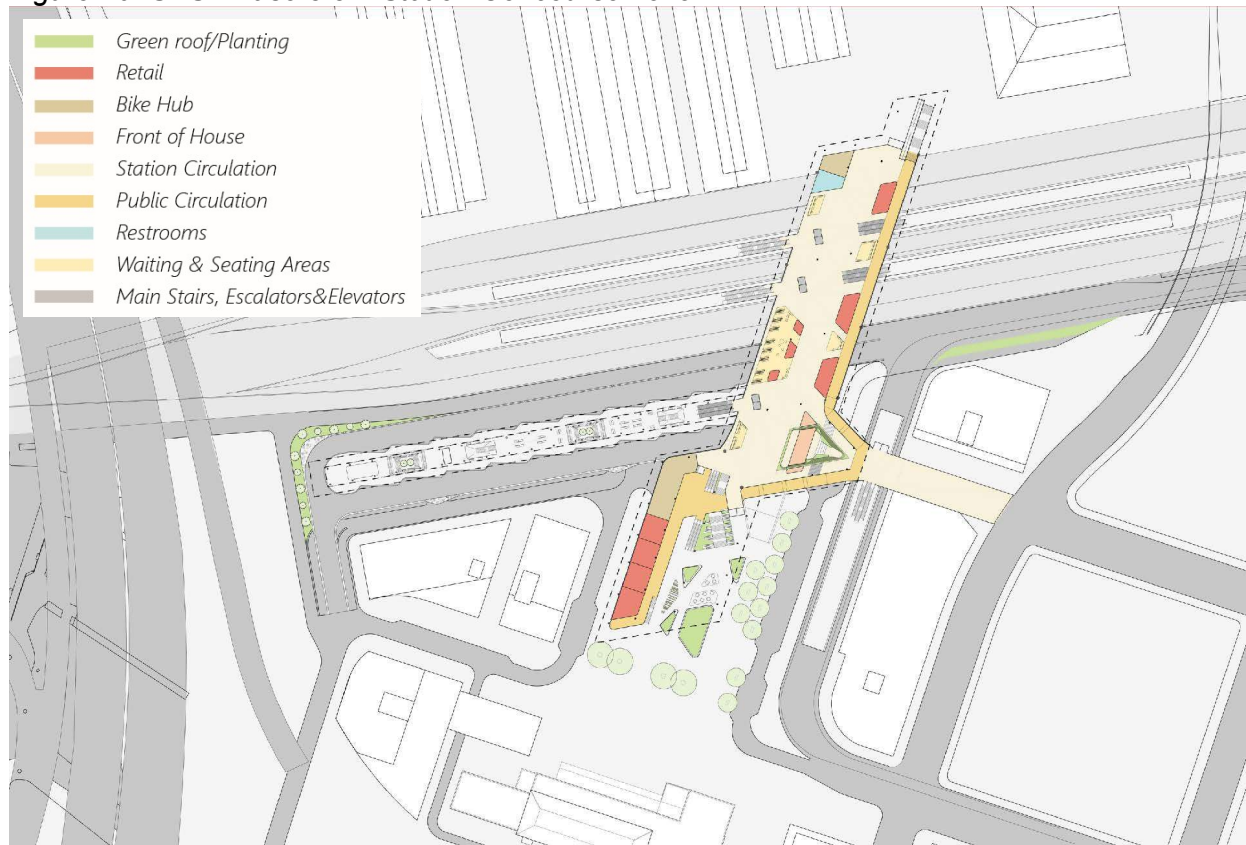 Green roof/Planting
Retail
Bike Hub
Front of House
Station Circulation
Public Circulation
Restrooms
Waiting & Seating Areas
Main Stairs, Escalators&Elevators